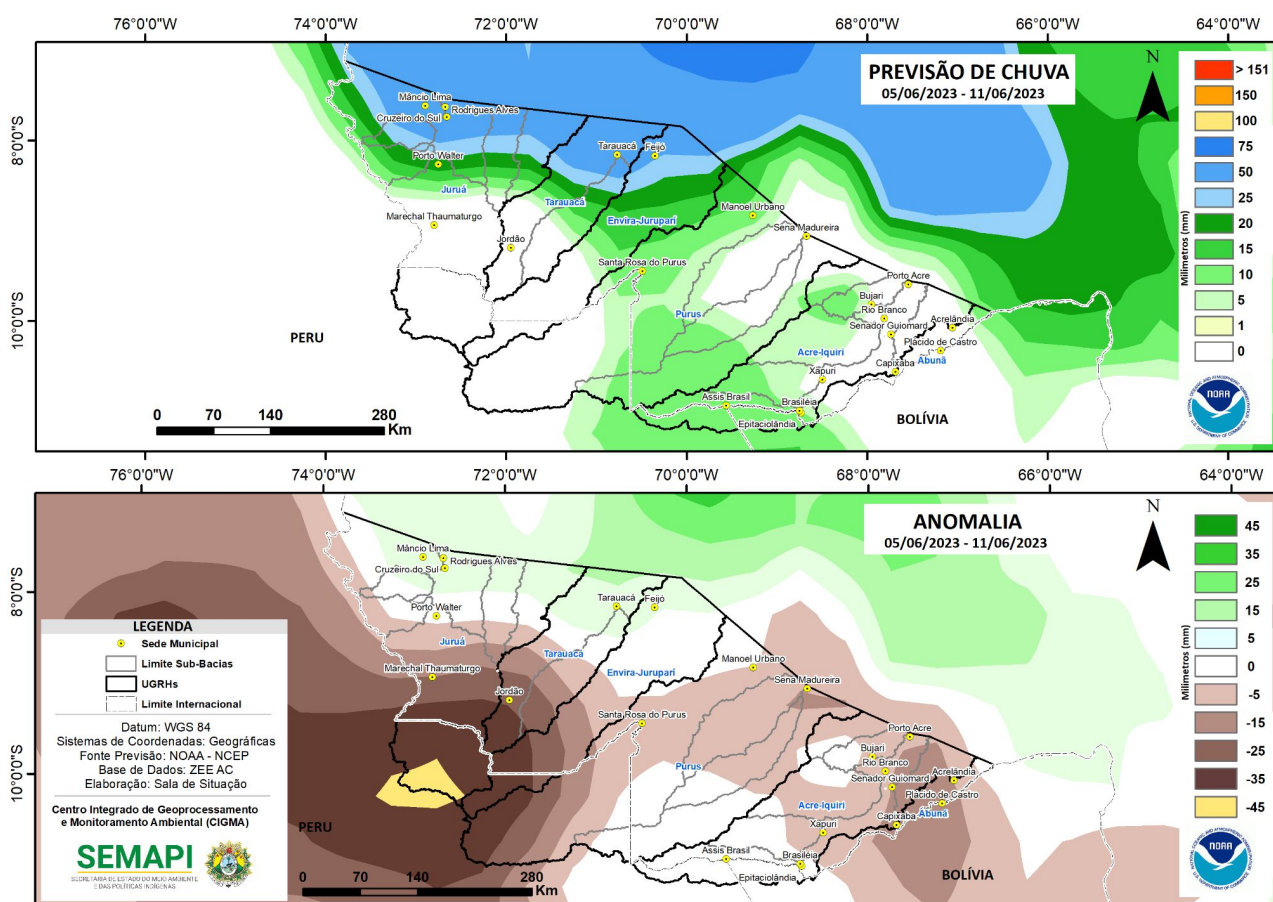 76°0'0"W 74°0'0"W 72°0'0"W 70°0'0"W 68°0'0"W 66°0'0"W 64°0'0"W
PREVISÃO DE CHUVA
05/06/2023 - 11/06/2023
N
Milímetros (mm)
> 151
150
100
75
50
25
20
15
10
5
1
0
NOAA
8°0'0"S
10°0'0"S
Mâncio Lima
Rodrigues Alves
Cruzeiro do Sul
Porto Walter
Juruá
Marechal Thaumaturgo
Tarauacá
Feijó
Tarauacá
Jordão
Envira-Jurupari
Manoel Urbano
Sena Madureira
Santa Rosa do Purus
Purus
Porto Acre
Bujari
Rio Branco
Senador Guiomard
Acrelândia
Plácido de Castro
Abunã
Acre-Iquiri
Capixaba
Xapuri
Assis Brasil
Brasiléia
Epitaciolândia
PERU
BOLÍVIA
0 70 140 280
Km
76°0'0"W 74°0'0"W 72°0'0"W 70°0'0"W 68°0'0"W 66°0'0"W 64°0'0"W
ANOMALIA
05/06/2023 - 11/06/2023
N
Milímetros (mm)
45
35
25
15
5
0
-5
-15
-25
-35
-45
NOAA
8°0'0"S
10°0'0"S
Mâncio Lima
Rodrigues Alves
Cruzeiro do Sul
Porto Walter
Juruá
Marechal Thaumaturgo
Tarauacá
Feijó
Tarauacá
Jordão
Envira-Jurupari
Manoel Urbano
Sena Madureira
Santa Rosa do Purus
Purus
Porto Acre
Bujari
Rio Branco
Senador Guiomard
Acrelândia
Plácido de Castro
Abunã
Acre-Iquiri
Capixaba
Xapuri
Assis Brasil
Brasiléia
Epitaciolândia
PERU
BOLÍVIA
0 70 140 280
Km
LEGENDA
Sede Municipal
Limite Sub-Bacias
UGRHs
Limite Internacional
Datum: WGS 84
Sistemas de Coordenadas: Geográficas
Fonte Previsão: NOAA - NCEP
Base de Dados: ZEE AC
Elaboração: Sala de Situação
Centro Integrado de Geoprocessamento
e Monitoramento Ambiental (CIGMA)
SEMAPI
SECRETARIA DE ESTADO DO MEIO AMBIENTE
E DAS POLÍTICAS INDÍGENAS